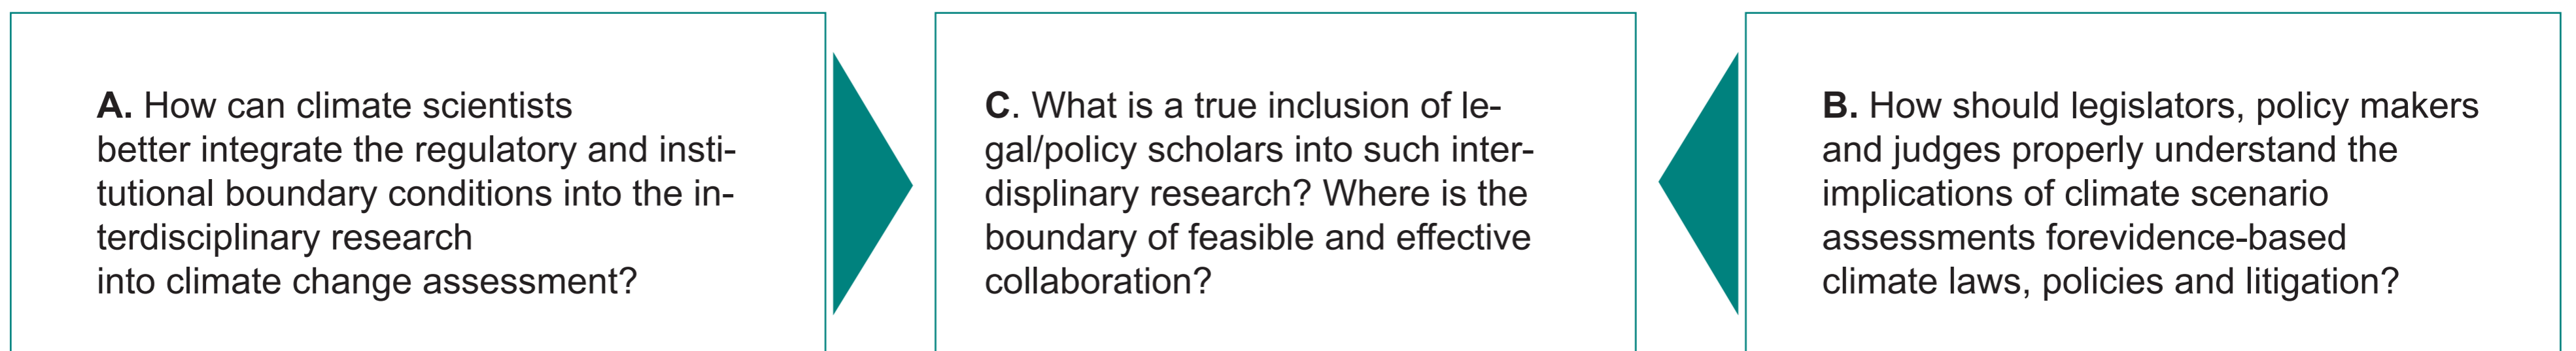 A. How can climate scientists
better integrate the regulatory and insti-
tutional boundary conditions into the in-
terdisciplinary research
into climate change assessment?
C. What is a true inclusion of le-
gal/policy scholars into such inter-
displinary research? Where is the
boundary of feasible and effective
collaboration?
B. How should legislators, policy makers
and judges properly understand the
implications of climate scenario
assessments forevidence-based
climate laws, policies and litigation?